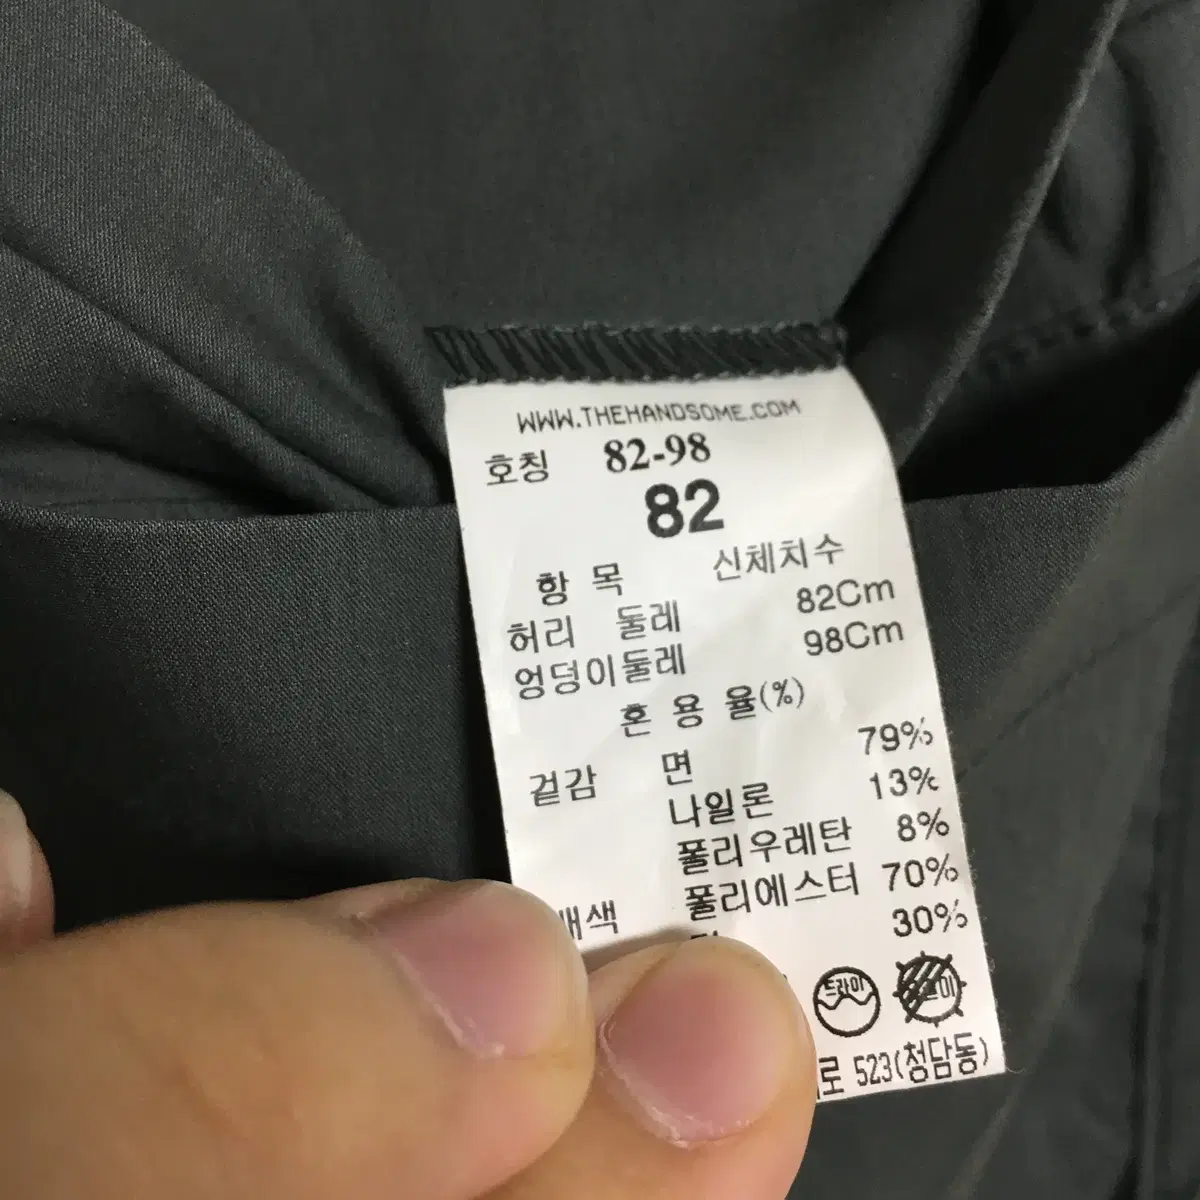 WWW.THEHANDSOME.COM
호칭 82-98
82
항 목 신체치수
허리 둘레 82Cm
엉덩이둘레 98Cm
혼 용 율(%)
겉감 면 79%
나일론 13%
폴리우레탄 8%
배색 폴리에스터 70%
30%
드라이
로 523(청담동)